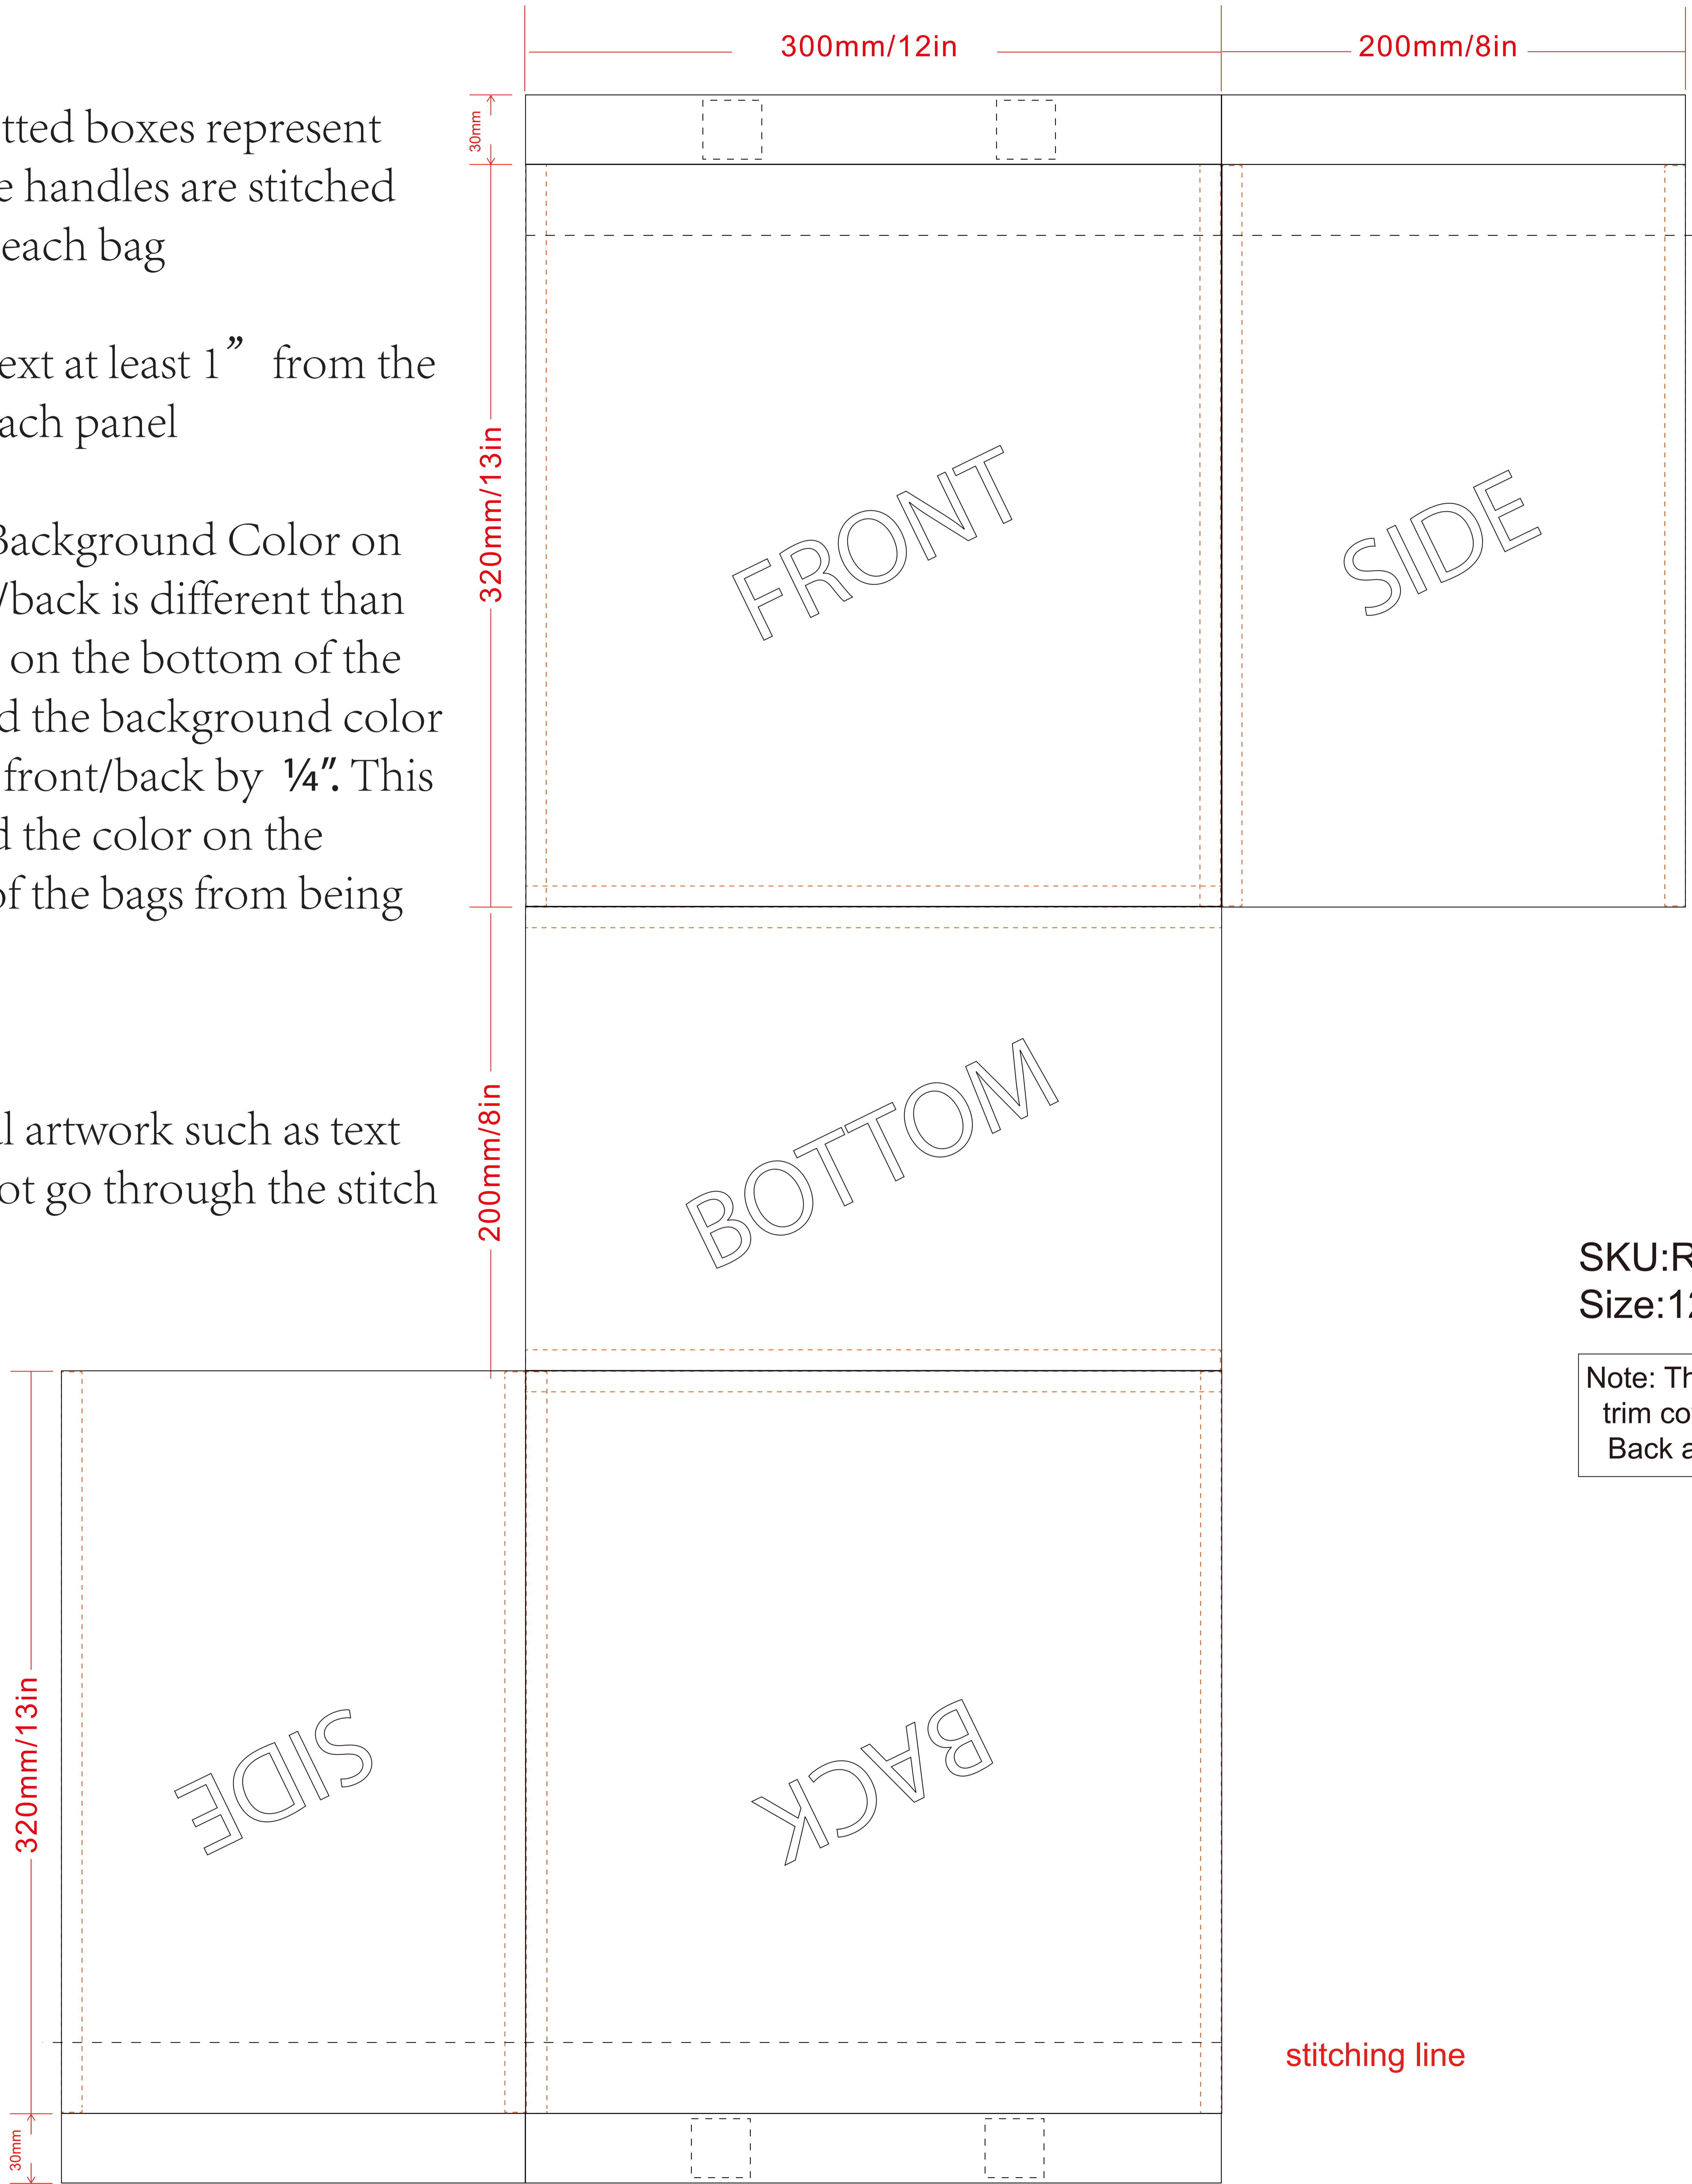 300mm/12in
200mm/8in
30mm
tted boxes represent
e handles are stitched
each bag
ext at least 1” from the
ach panel
Background Color on
/back is different than
on the bottom of the
d the background color
front/back by ¼”. This
d the color on the
of the bags from being
l artwork such as text
ot go through the stitch
320mm/13in
FRONT
SIDE
200mm/8in
BOTTOM
SKU:R
Size:12
Note: Th
trim co
Back a
320mm/13in
SIDE
BACK
stitching line
30mm